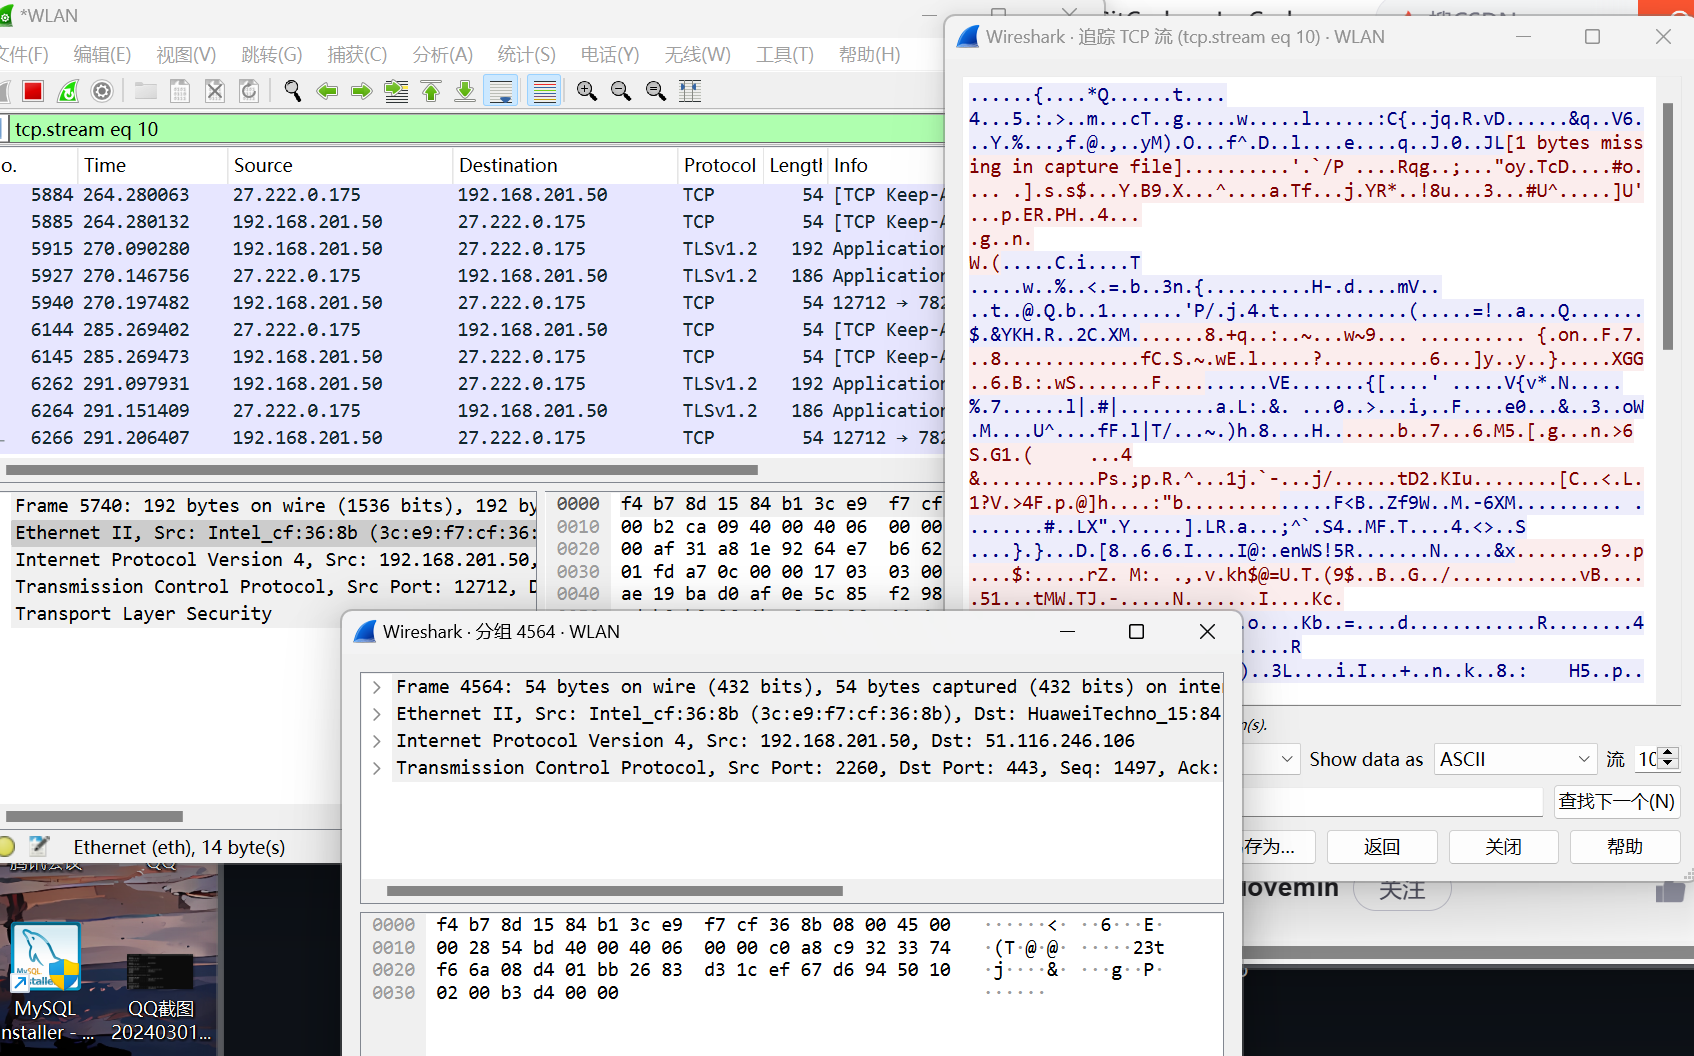 *WLAN
文件(F) 编辑(E) 视图(V) 跳转(G) 捕获(C) 分析(A) 统计(S) 电话(Y) 无线(W) 工具(T) 帮助(H)
tcp.stream eq 10
o. Time Source Destination Protocol Lengtl Info
5884 264.280063 27.222.0.175 192.168.201.50 TCP 54 [TCP Keep-A
5885 264.280132 192.168.201.50 27.222.0.175 TCP 54 [TCP Keep-A
5915 270.090280 192.168.201.50 27.222.0.175 TLSv1.2 192 Application
5927 270.146756 27.222.0.175 192.168.201.50 TLSv1.2 186 Application
5940 270.197482 192.168.201.50 27.222.0.175 TCP 54 12712 → 782
6144 285.269402 27.222.0.175 192.168.201.50 TCP 54 [TCP Keep-A
6145 285.269473 192.168.201.50 27.222.0.175 TCP 54 [TCP Keep-A
6262 291.097931 192.168.201.50 27.222.0.175 TLSv1.2 192 Application
6264 291.151409 27.222.0.175 192.168.201.50 TLSv1.2 186 Application
6266 291.206407 192.168.201.50 27.222.0.175 TCP 54 12712 → 782
Frame 5740: 192 bytes on wire (1536 bits), 192 by
Ethernet II, Src: Intel_cf:36:8b (3c:e9:f7:cf:36:
Internet Protocol Version 4, Src: 192.168.201.50,
Transmission Control Protocol, Src Port: 12712, D
Transport Layer Security
0000 f4 b7 8d 15 84 b1 3c e9 f7 cf
0010 00 b2 ca 09 40 00 40 06 00 00
0020 00 af 31 a8 1e 92 64 e7 b6 62
0030 01 fd a7 0c 00 00 17 03 03 00
0040 ae 19 ba d0 af 0e 5c 85 f2 98
Ethernet (eth), 14 byte(s)
Wireshark · 追踪 TCP 流 (tcp.stream eq 10) · WLAN
......{....*Q......t....
4...5.:.>..m...cT..g.....w.....l......:C{..jq.R.vD......&q..V6.
..Y.%...,f.@.,..yM).O...f^.D..l....e....q..J.0..JL[1 bytes miss
ing in capture file]..........'.`/P ....Rqg..;..."oy.TcD....#o.
... .].s.s$...Y.B9.X...^....a.Tf...j.YR*..!8u...3...#U^.....]U'
...p.ER.PH..4...
.g..n.
W.(.....C.i....T
.....w..%..<.=.b..3n.{..........H-.d....mV..
..t..@.Q.b..1.......'P/.j.4.t............(.....=!..a...Q.......
$.&YKH.R..2C.XM.......8.+q..:..~...w~9... .......... {.on..F.7.
..8.............fC.S.~.wE.l.....?..........6...]y..y..}.....XGG
..6.B.:.wS.......F..........VE.......{[....' .....V{v*.N.....
%.7......l|.#|.........a.L:.&. ...0..>...i,..F....e0...&..3..oW
.M....U^....fF.l|T/...~.)h.8....H.......b..7...6.M5.[.g...n.>6
S.G1.( ...4
&..........Ps.;p.R.^...1j.`-...j/......tD2.KIu........[C..<.L.
1?V.>4F.p.@]h....:"b.............F<B..Zf9W..M.-6XM.......... .
.......#..LX".Y.....].LR.a...;^`.S4..MF.T....4.<>..S
....}.}...D.[8..6.6.I....I@:.enWS!5R.......N.....&x........9..p
....$:.....rZ. M:. .,.v.kh$@=U.T.(9$..B..G../............vB....
.51...tMW.TJ.-.....N.......I....Kc.
o....Kb..=....d............R.......4
.....R
)..3L....i.I...+..n..k..8.: H5..p..
n(s).
Show data as ASCII 流 10
查找下一个(N)
存为… 返回 关闭 帮助
Wireshark · 分组 4564 · WLAN
Frame 4564: 54 bytes on wire (432 bits), 54 bytes captured (432 bits) on inte
Ethernet II, Src: Intel_cf:36:8b (3c:e9:f7:cf:36:8b), Dst: HuaweiTechno_15:84
Internet Protocol Version 4, Src: 192.168.201.50, Dst: 51.116.246.106
Transmission Control Protocol, Src Port: 2260, Dst Port: 443, Seq: 1497, Ack:
0000 f4 b7 8d 15 84 b1 3c e9 f7 cf 36 8b 08 00 45 00 ······<· ··6···E·
0010 00 28 54 bd 40 00 40 06 00 00 c0 a8 c9 32 33 74 ·(T·@·@· ·····23t
0020 f6 6a 08 d4 01 bb 26 83 d3 1c ef 67 d6 94 50 10 ·j····&· ···g··P·
0030 02 00 b3 d4 00 00 ······
lovemin 关注
腾讯会议 QQ
MySQL
nstaller - ...
QQ截图
20240301...